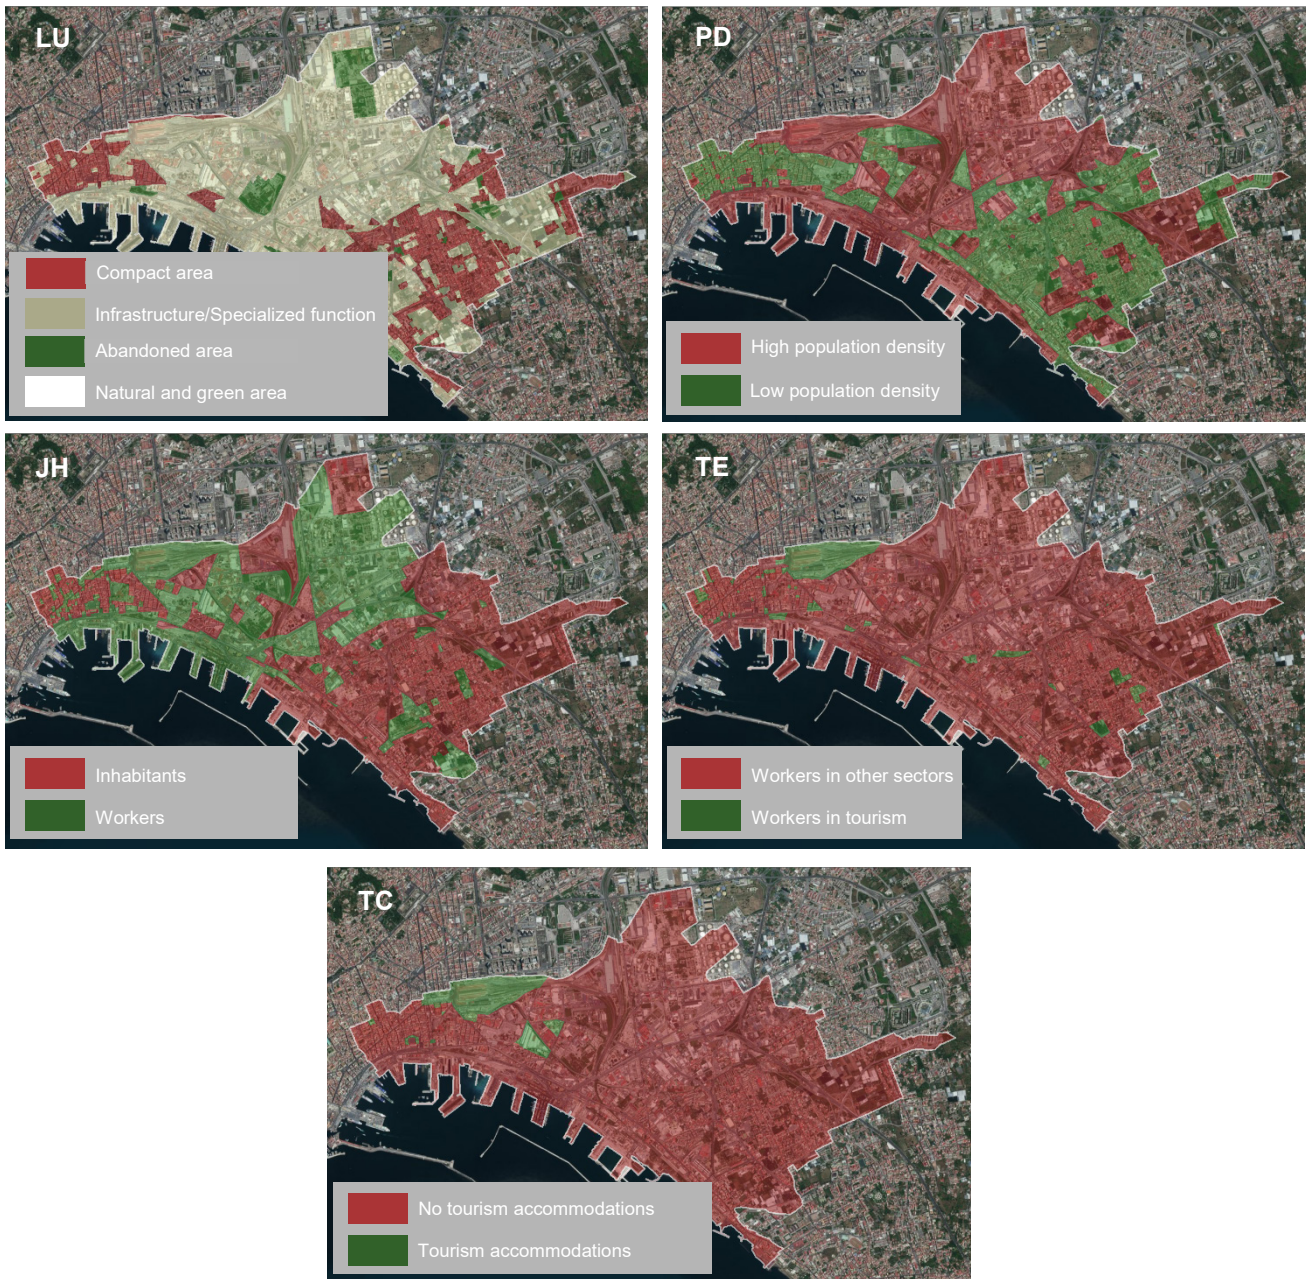 LU
Compact area
Infrastructure/Specialized function
Abandoned area
Natural and green area
PD
High population density
Low population density
JH
Inhabitants
Workers
TE
Workers in other sectors
Workers in tourism
TC
No tourism accommodations
Tourism accommodations